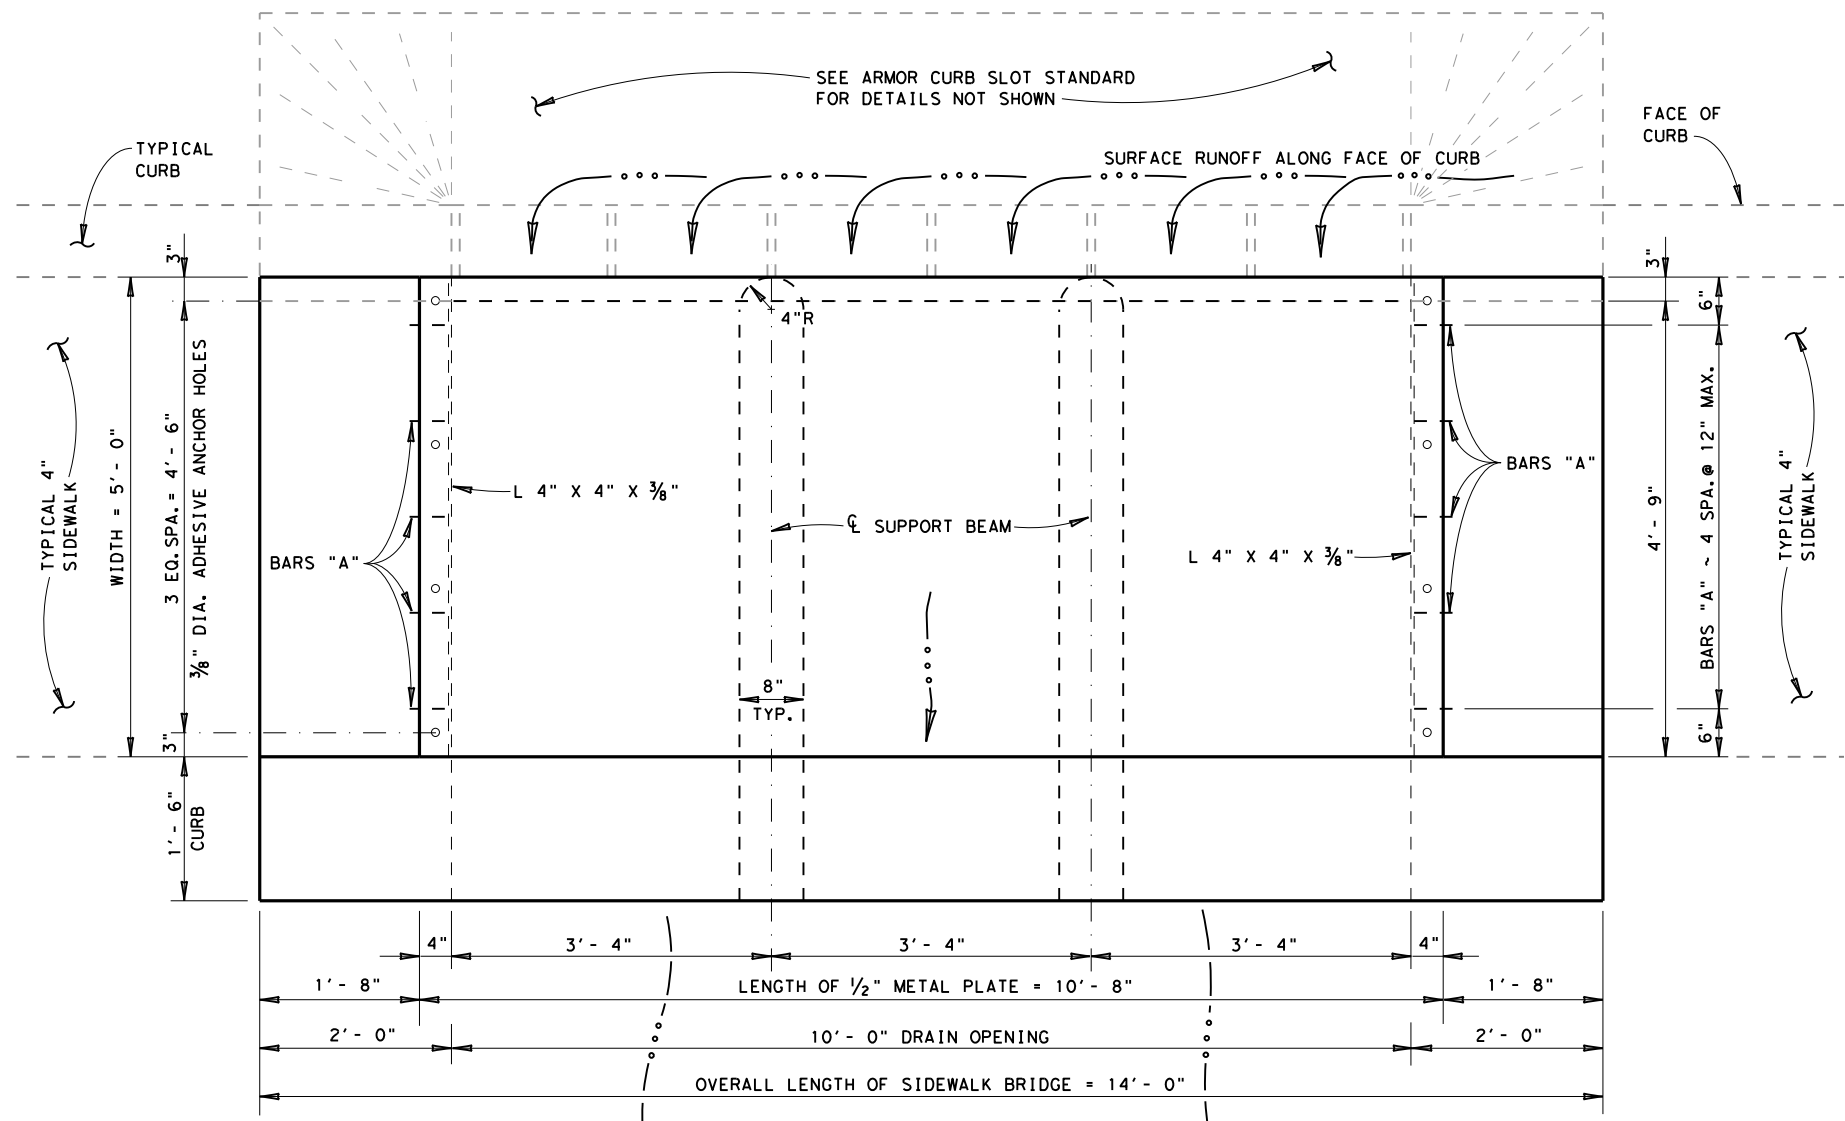 SEE ARMOR CURB SLOT STANDARD
FOR DETAILS NOT SHOWN
FACE OF
CURB
TYPICAL
CURB
SURFACE RUNOFF ALONG FACE OF CURB
3"
3"
6"
4"R
TYPICAL 4"
SIDEWALK
WIDTH = 5'- 0"
3 EQ. SPA. = 4'- 6"
3/8" DIA. ADHESIVE ANCHOR HOLES
L 4" X 4" X 3/8"
BARS "A"
℄ SUPPORT BEAM
L 4" X 4" X 3/8"
BARS "A"
4'- 9"
BARS "A" ~ 4 SPA. @ 12" MAX.
TYPICAL 4"
SIDEWALK
8"
TYP.
3"
6"
1'- 6"
CURB
4"
3'- 4"
3'- 4"
3'- 4"
4"
1'- 8"
LENGTH OF 1/2" METAL PLATE = 10'- 8"
1'- 8"
2'- 0"
10'- 0" DRAIN OPENING
2'- 0"
OVERALL LENGTH OF SIDEWALK BRIDGE = 14'- 0"